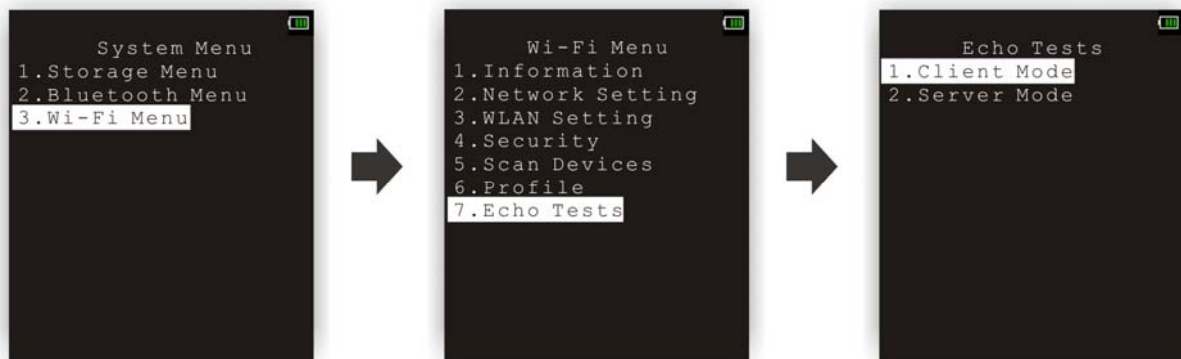 System Menu
1.Storage Menu
2.Bluetooth Menu
3.Wi-Fi Menu
Wi-Fi Menu
1.Information
2.Network Setting
3.WLAN Setting
4.Security
5.Scan Devices
6.Profile
7.Echo Tests
Echo Tests
1.Client Mode
2.Server Mode